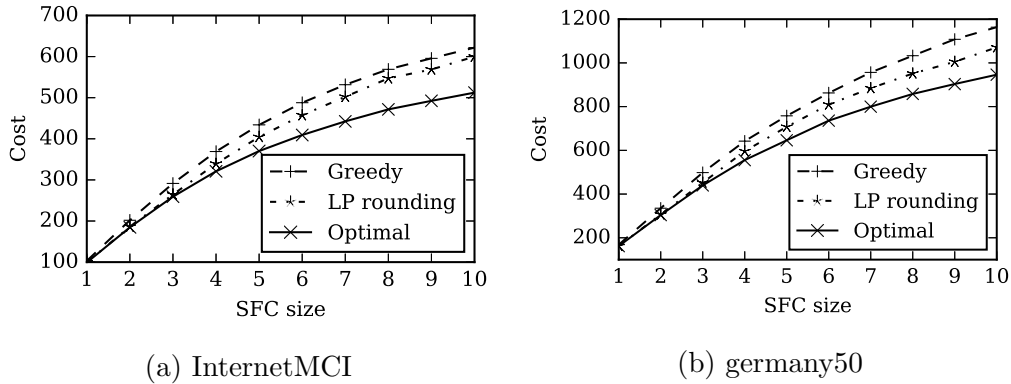 700
600
500
400
300
200
100
Cost
Greedy
LP rounding
Optimal
1 2 3 4 5 6 7 8 9 10
SFC size
(a) InternetMCI
1200
1000
800
600
400
200
Cost
Greedy
LP rounding
Optimal
1 2 3 4 5 6 7 8 9 10
SFC size
(b) germany50